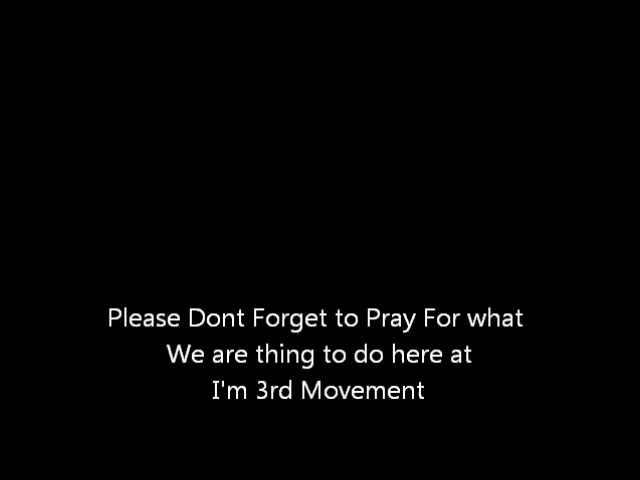 Please Dont Forget to Pray For what
We are thing to do here at
I'm 3rd Movement